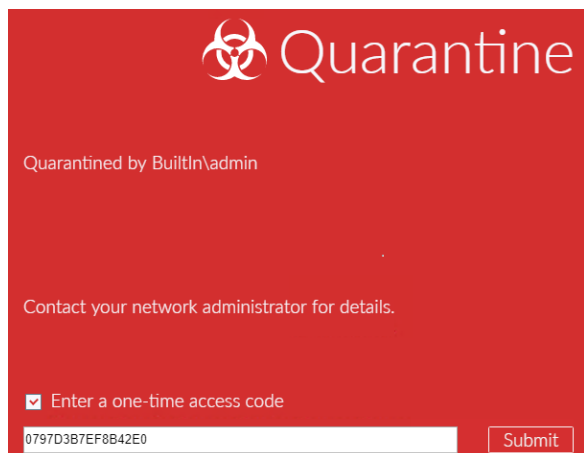 Quarantine
Quarantined by BuiltIn\admin
Contact your network administrator for details.
Enter a one-time access code
0797D3B7EF8B42E0
Submit